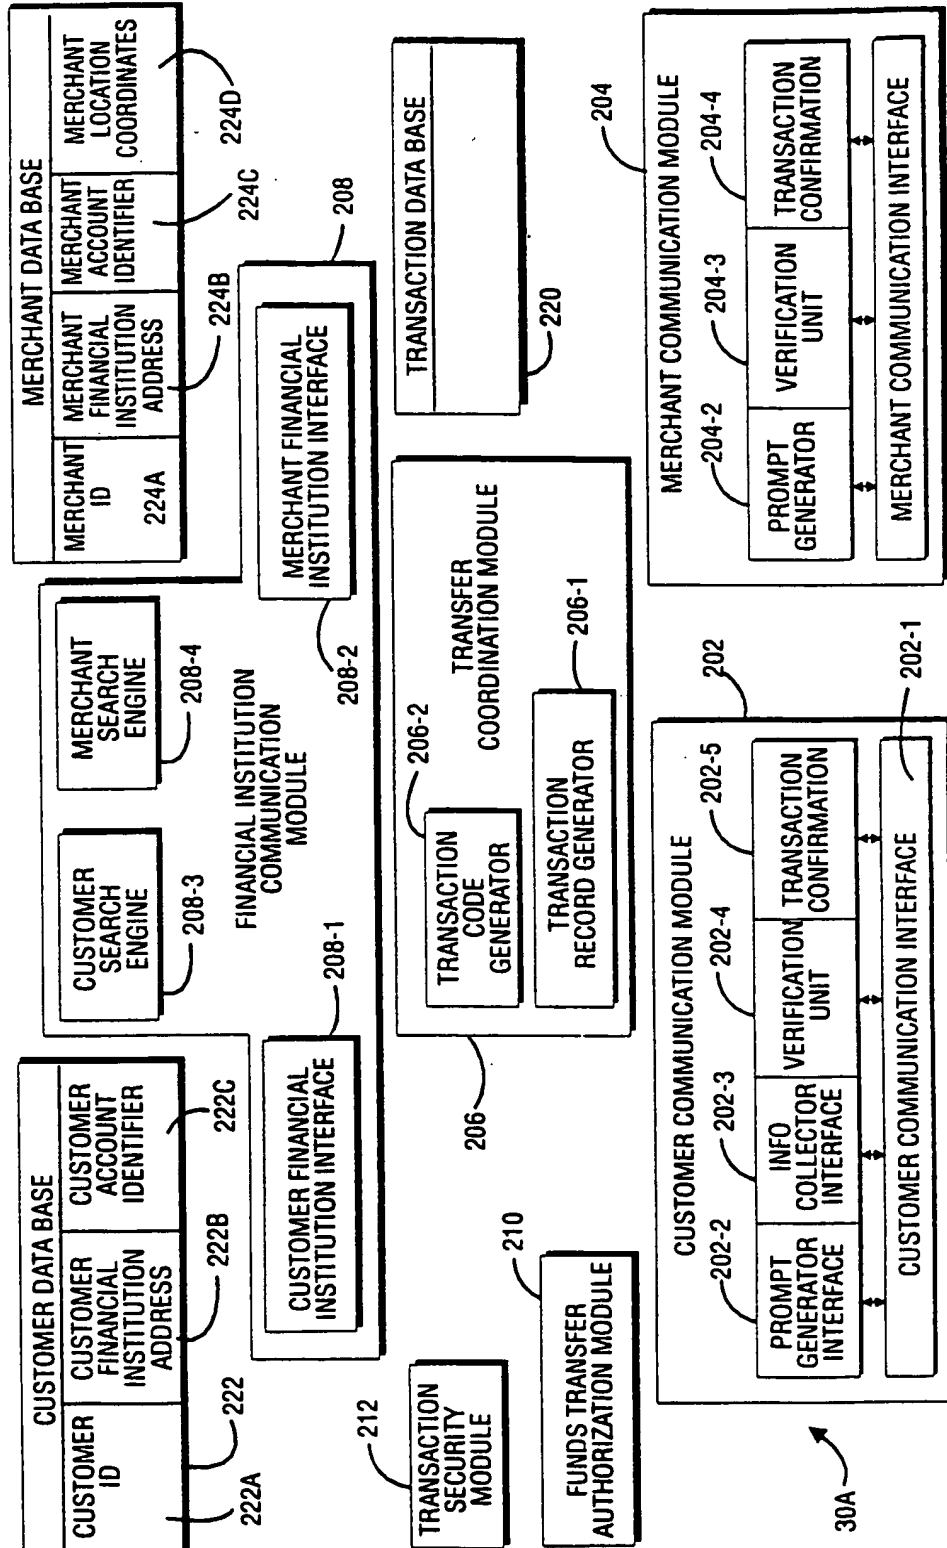 CUSTOMER DATA BASE
CUSTOMER
ID
CUSTOMER
FINANCIAL
INSTITUTION
ADDRESS
CUSTOMER
ACCOUNT
IDENTIFIER
222A
222
222B
222C
CUSTOMER
SEARCH
ENGINE
208-3
MERCHANT
SEARCH
ENGINE
208-4
FINANCIAL INSTITUTION
COMMUNICATION
MODULE
CUSTOMER FINANCIAL
INSTITUTION INTERFACE
208-1
MERCHANT FINANCIAL
INSTITUTION INTERFACE
208-2
208
MERCHANT DATA BASE
MERCHANT
ID
224A
MERCHANT
FINANCIAL
INSTITUTION
ADDRESS
MERCHANT
ACCOUNT
IDENTIFIER
MERCHANT
LOCATION
COORDINATES
224B
224C
224D
212
TRANSACTION
SECURITY
MODULE
210
FUNDS TRANSFER
AUTHORIZATION MODULE
206
TRANSACTION
CODE
GENERATOR
206-2
TRANSFER
COORDINATION MODULE
TRANSACTION
RECORD GENERATOR
206-1
TRANSACTION DATA BASE
220
CUSTOMER COMMUNICATION MODULE
202
202-2
202-3
202-4
202-5
PROMPT
GENERATOR
INTERFACE
INFO
COLLECTOR
INTERFACE
VERIFICATION
UNIT
TRANSACTION
CONFIRMATION
CUSTOMER COMMUNICATION INTERFACE
202-1
MERCHANT COMMUNICATION MODULE
204
204-2
204-3
204-4
PROMPT
GENERATOR
VERIFICATION
UNIT
TRANSACTION
CONFIRMATION
MERCHANT COMMUNICATION INTERFACE
30A